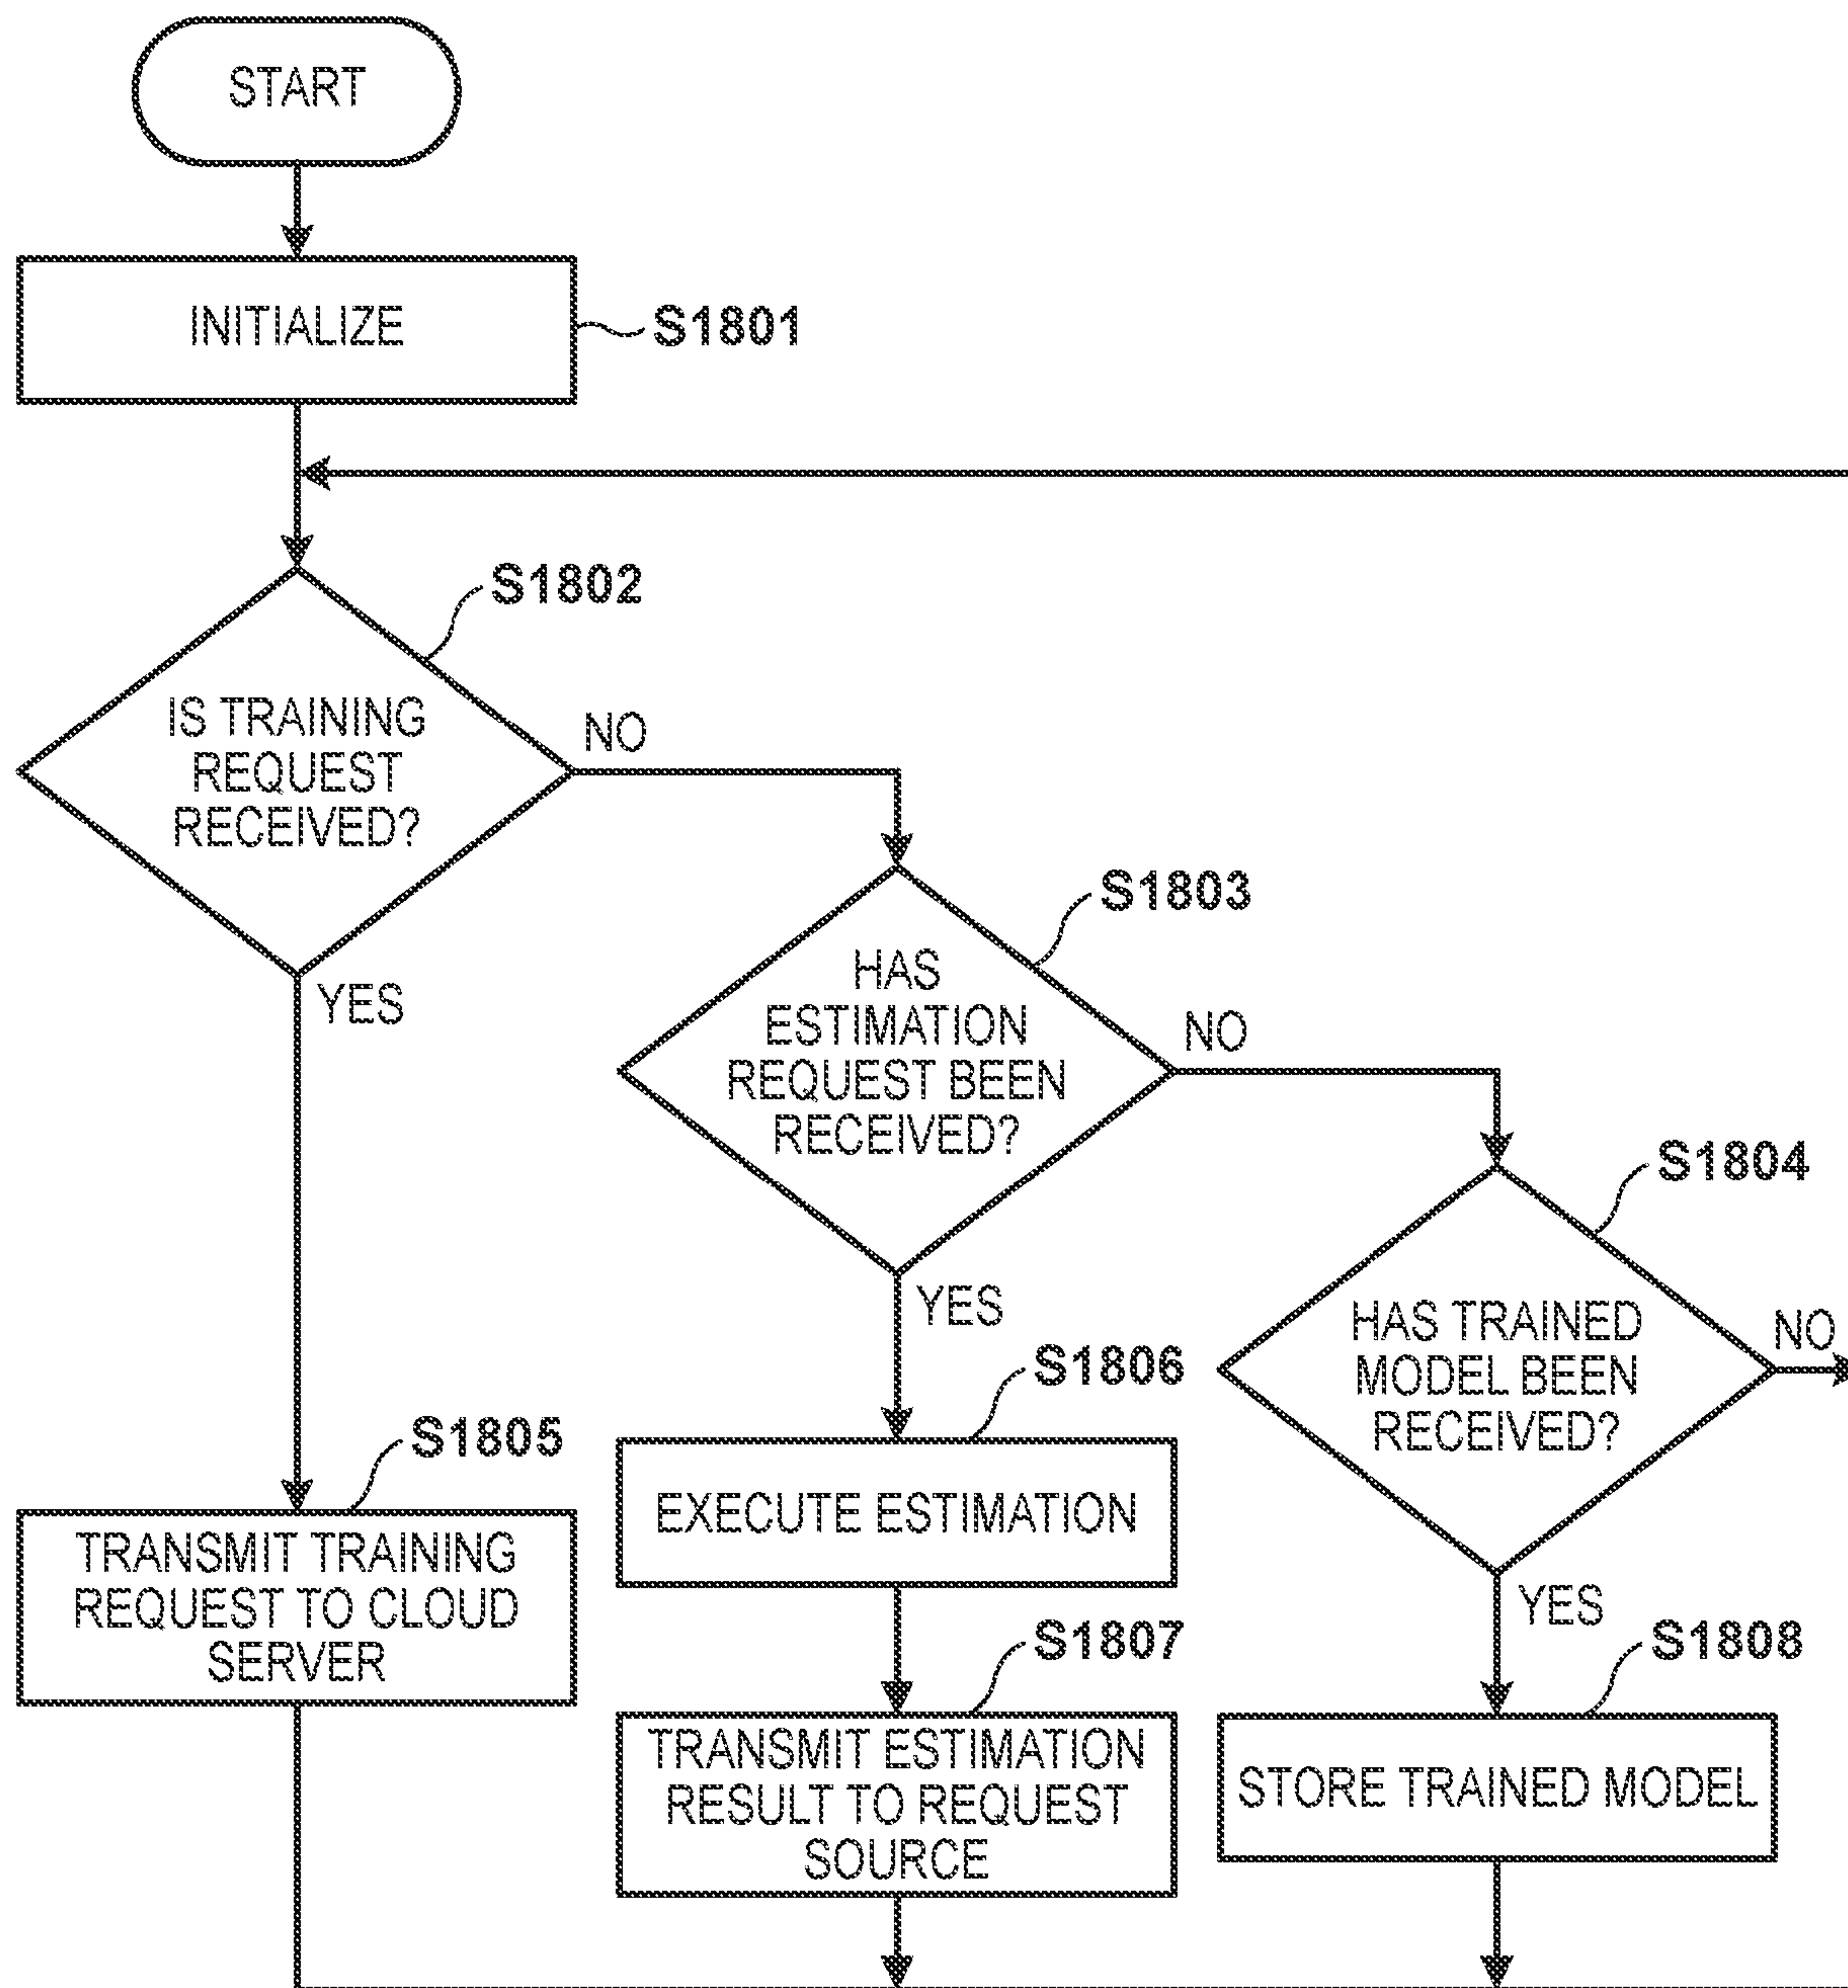 START
INITIALIZE
S1801
S1802
IS TRAINING
REQUEST
RECEIVED?
NO
YES
S1803
HAS
ESTIMATION
REQUEST BEEN
RECEIVED?
NO
YES
S1804
HAS TRAINED
MODEL BEEN
RECEIVED?
NO
YES
S1805
TRANSMIT TRAINING
REQUEST TO CLOUD
SERVER
S1806
EXECUTE ESTIMATION
S1807
TRANSMIT ESTIMATION
RESULT TO REQUEST
SOURCE
S1808
STORE TRAINED MODEL